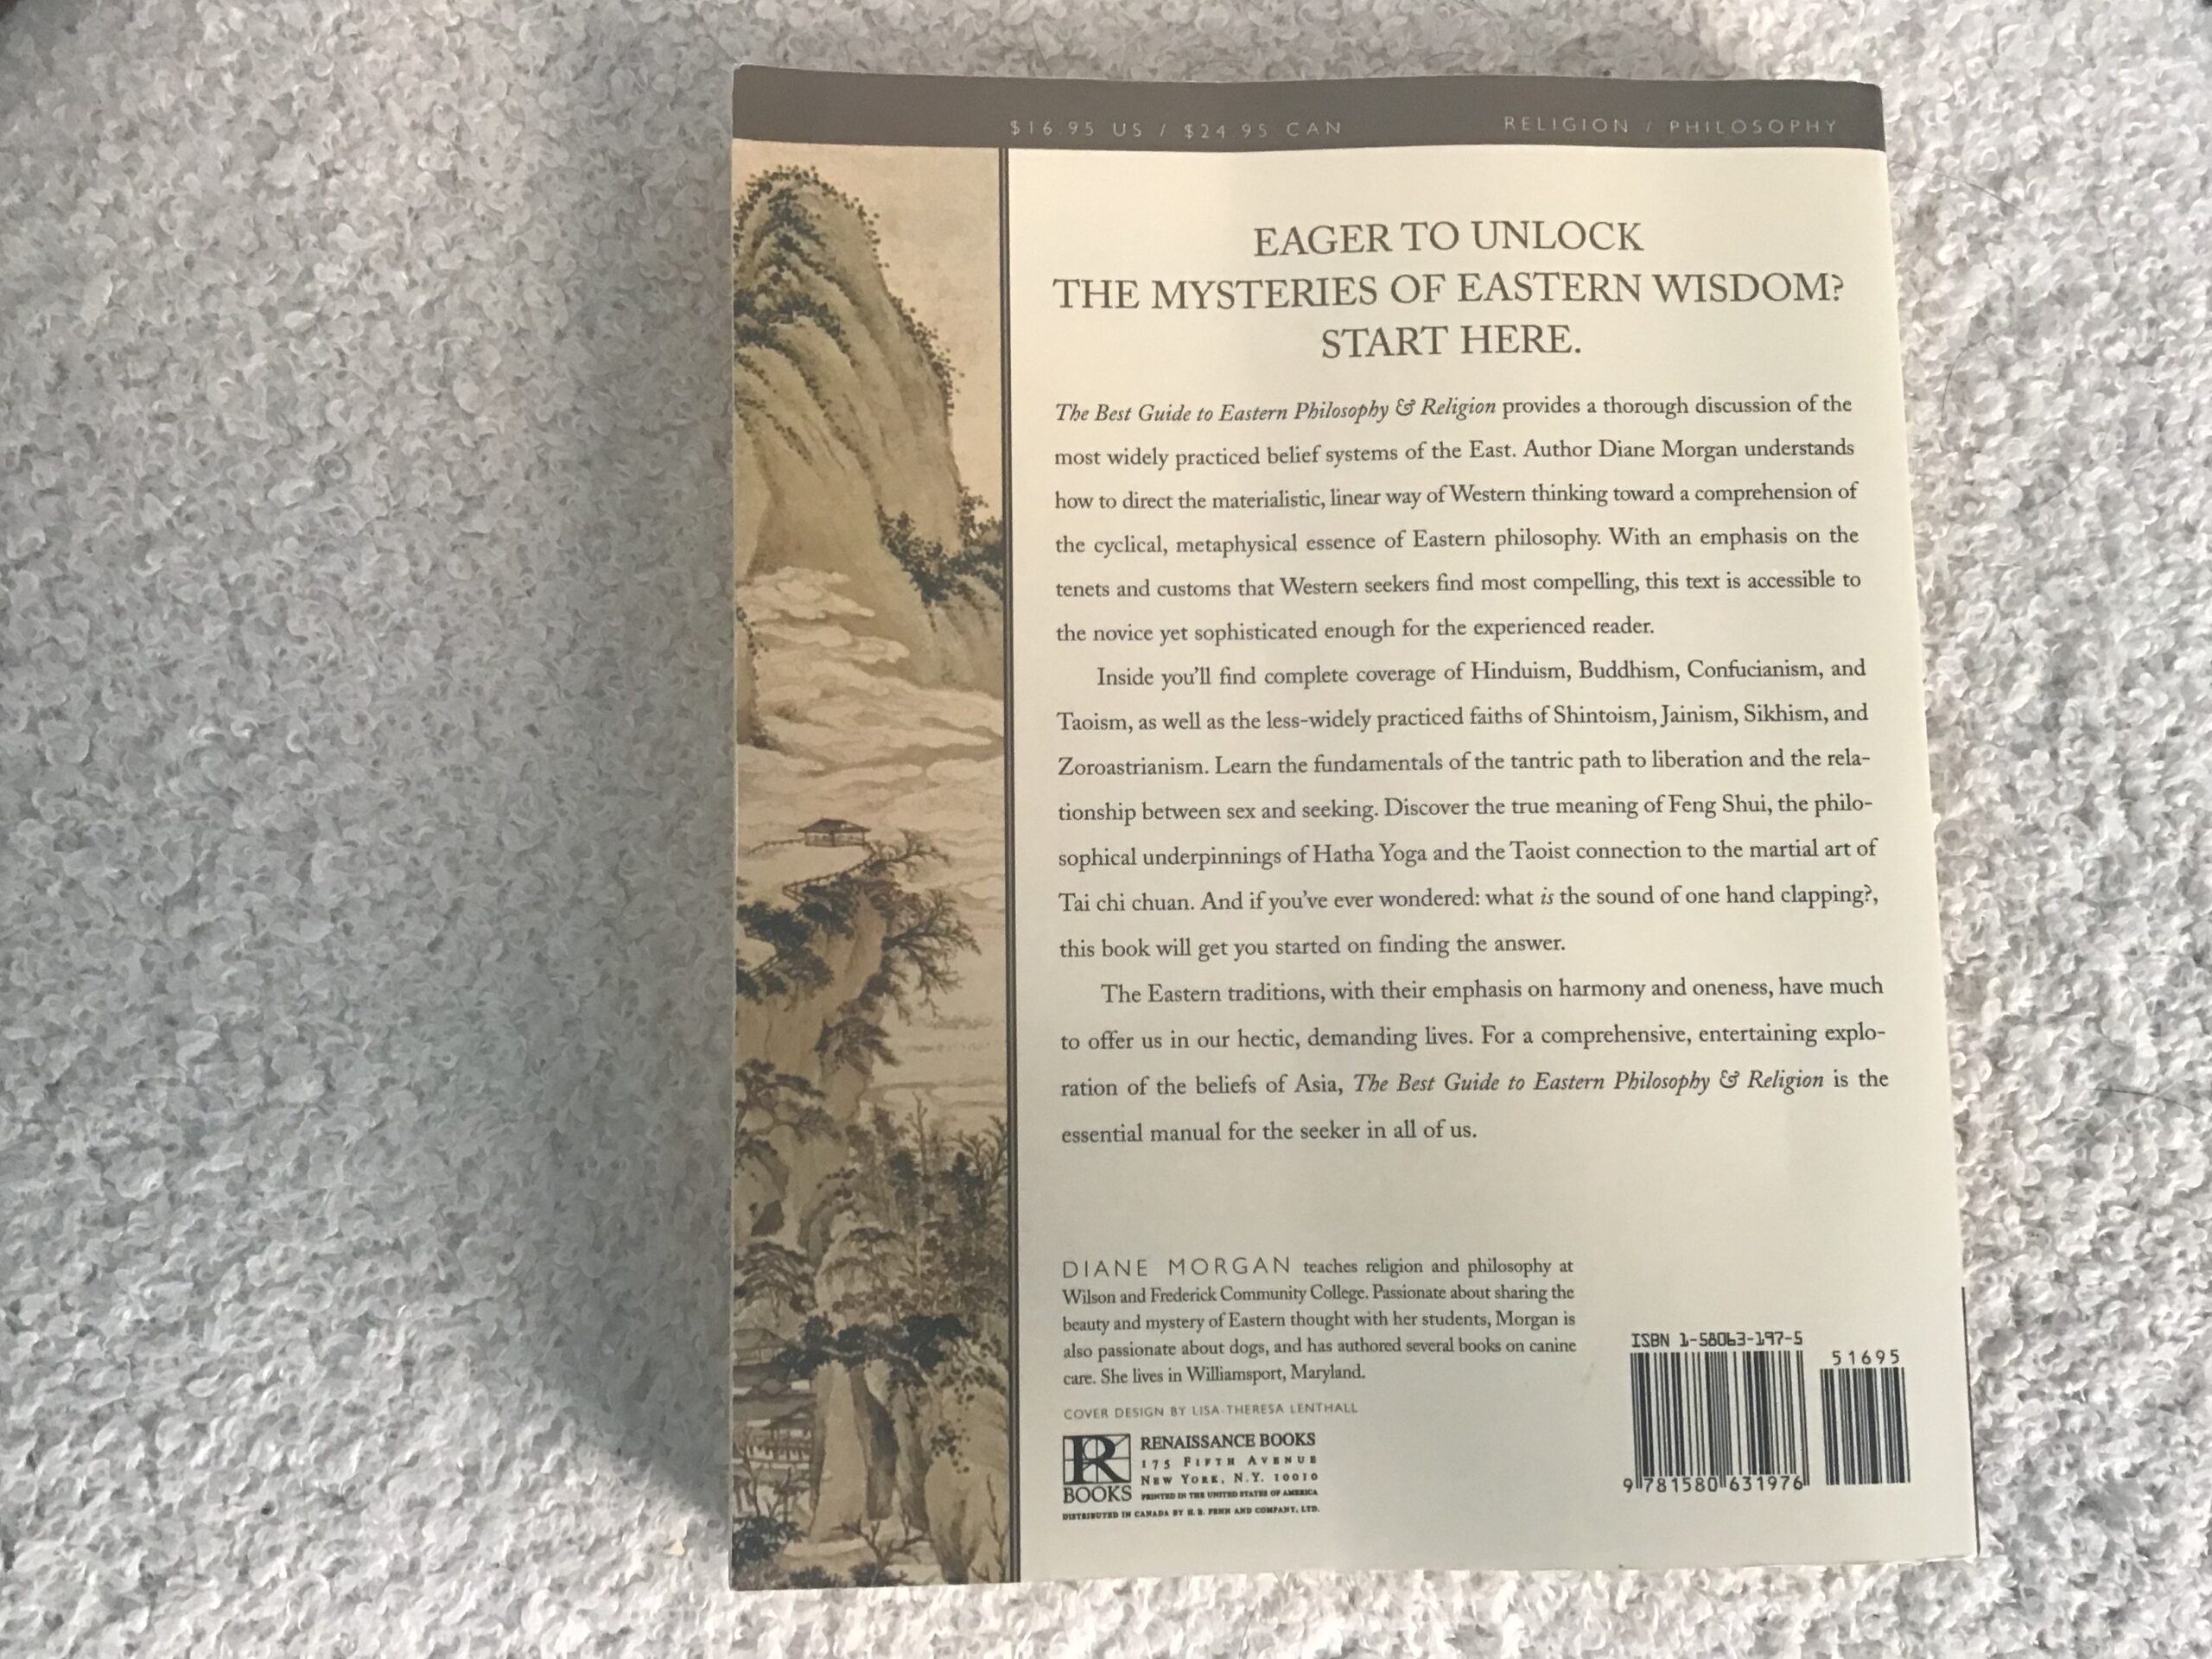 $16.95 US / $24.95 CAN
RELIGION / PHILOSOPHY
EAGER TO UNLOCK
THE MYSTERIES OF EASTERN WISDOM?
START HERE.
The Best Guide to Eastern Philosophy & Religion provides a thorough discussion of the
most widely practiced belief systems of the East. Author Diane Morgan understands
how to direct the materialistic, linear way of Western thinking toward a comprehension of
the cyclical, metaphysical essence of Eastern philosophy. With an emphasis on the
tenets and customs that Western seekers find most compelling, this text is accessible to
the novice yet sophisticated enough for the experienced reader.
Inside you'll find complete coverage of Hinduism, Buddhism, Confucianism, and
Taoism, as well as the less-widely practiced faiths of Shintoism, Jainism, Sikhism, and
Zoroastrianism. Learn the fundamentals of the tantric path to liberation and the rela-
tionship between sex and seeking. Discover the true meaning of Feng Shui, the philo-
sophical underpinnings of Hatha Yoga and the Taoist connection to the martial art of
Tai chi chuan. And if you've ever wondered: what is the sound of one hand clapping?,
this book will get you started on finding the answer.
The Eastern traditions, with their emphasis on harmony and oneness, have much
to offer us in our hectic, demanding lives. For a comprehensive, entertaining explo-
ration of the beliefs of Asia, The Best Guide to Eastern Philosophy & Religion is the
essential manual for the seeker in all of us.
DIANE MORGAN teaches religion and philosophy at
Wilson and Frederick Community College. Passionate about sharing the
beauty and mystery of Eastern thought with her students, Morgan is
also passionate about dogs, and has authored several books on canine
care. She lives in Williamsport, Maryland.
COVER DESIGN BY LISA-THERESA LENTHALL
R
BOOKS
RENAISSANCE BOOKS
175 FIFTH AVENUE
NEW YORK, N.Y. 10010
PRINTED IN THE UNITED STATES OF AMERICA
DISTRIBUTED IN CANADA BY H. B. FENN AND COMPANY, LTD.
ISBN 1-58063-197-5
51695
9 781580 631976